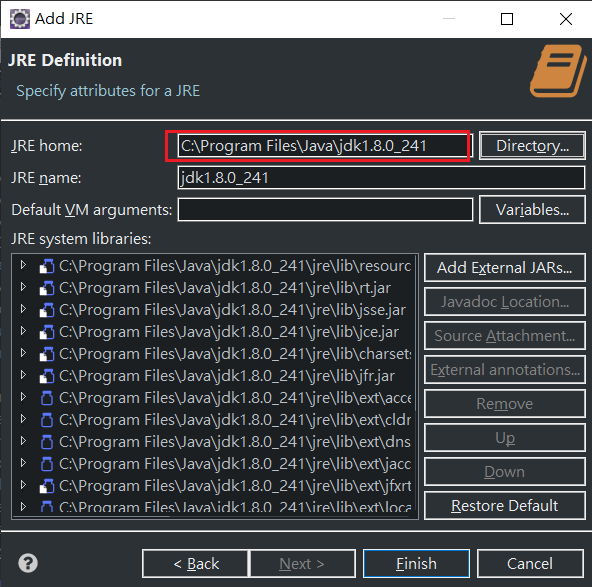 Add JRE
JRE Definition
Specify attributes for a JRE
JRE home:
C:\Program Files\Java\jdk1.8.0_241
Directory...
JRE name:
jdk1.8.0_241
Default VM arguments:
Variables...
JRE system libraries:
C:\Program Files\Java\jdk1.8.0_241\jre\lib\resourc
C:\Program Files\Java\jdk1.8.0_241\jre\lib\rt.jar
C:\Program Files\Java\jdk1.8.0_241\jre\lib\jsse.jar
C:\Program Files\Java\jdk1.8.0_241\jre\lib\jce.jar
C:\Program Files\Java\jdk1.8.0_241\jre\lib\charset
C:\Program Files\Java\jdk1.8.0_241\jre\lib\jfr.jar
C:\Program Files\Java\jdk1.8.0_241\jre\lib\ext\acce
C:\Program Files\Java\jdk1.8.0_241\jre\lib\ext\cldr
C:\Program Files\Java\jdk1.8.0_241\jre\lib\ext\dns
C:\Program Files\Java\jdk1.8.0_241\jre\lib\ext\jacc
C:\Program Files\Java\jdk1.8.0_241\jre\lib\ext\jfxrt
C:\Program Files\Java\jdk1.8.0_241\jre\lib\ext\loca
Add External JARs...
Javadoc Location...
Source Attachment...
External annotations...
Remove
Up
Down
Restore Default
?
< Back
Next >
Finish
Cancel